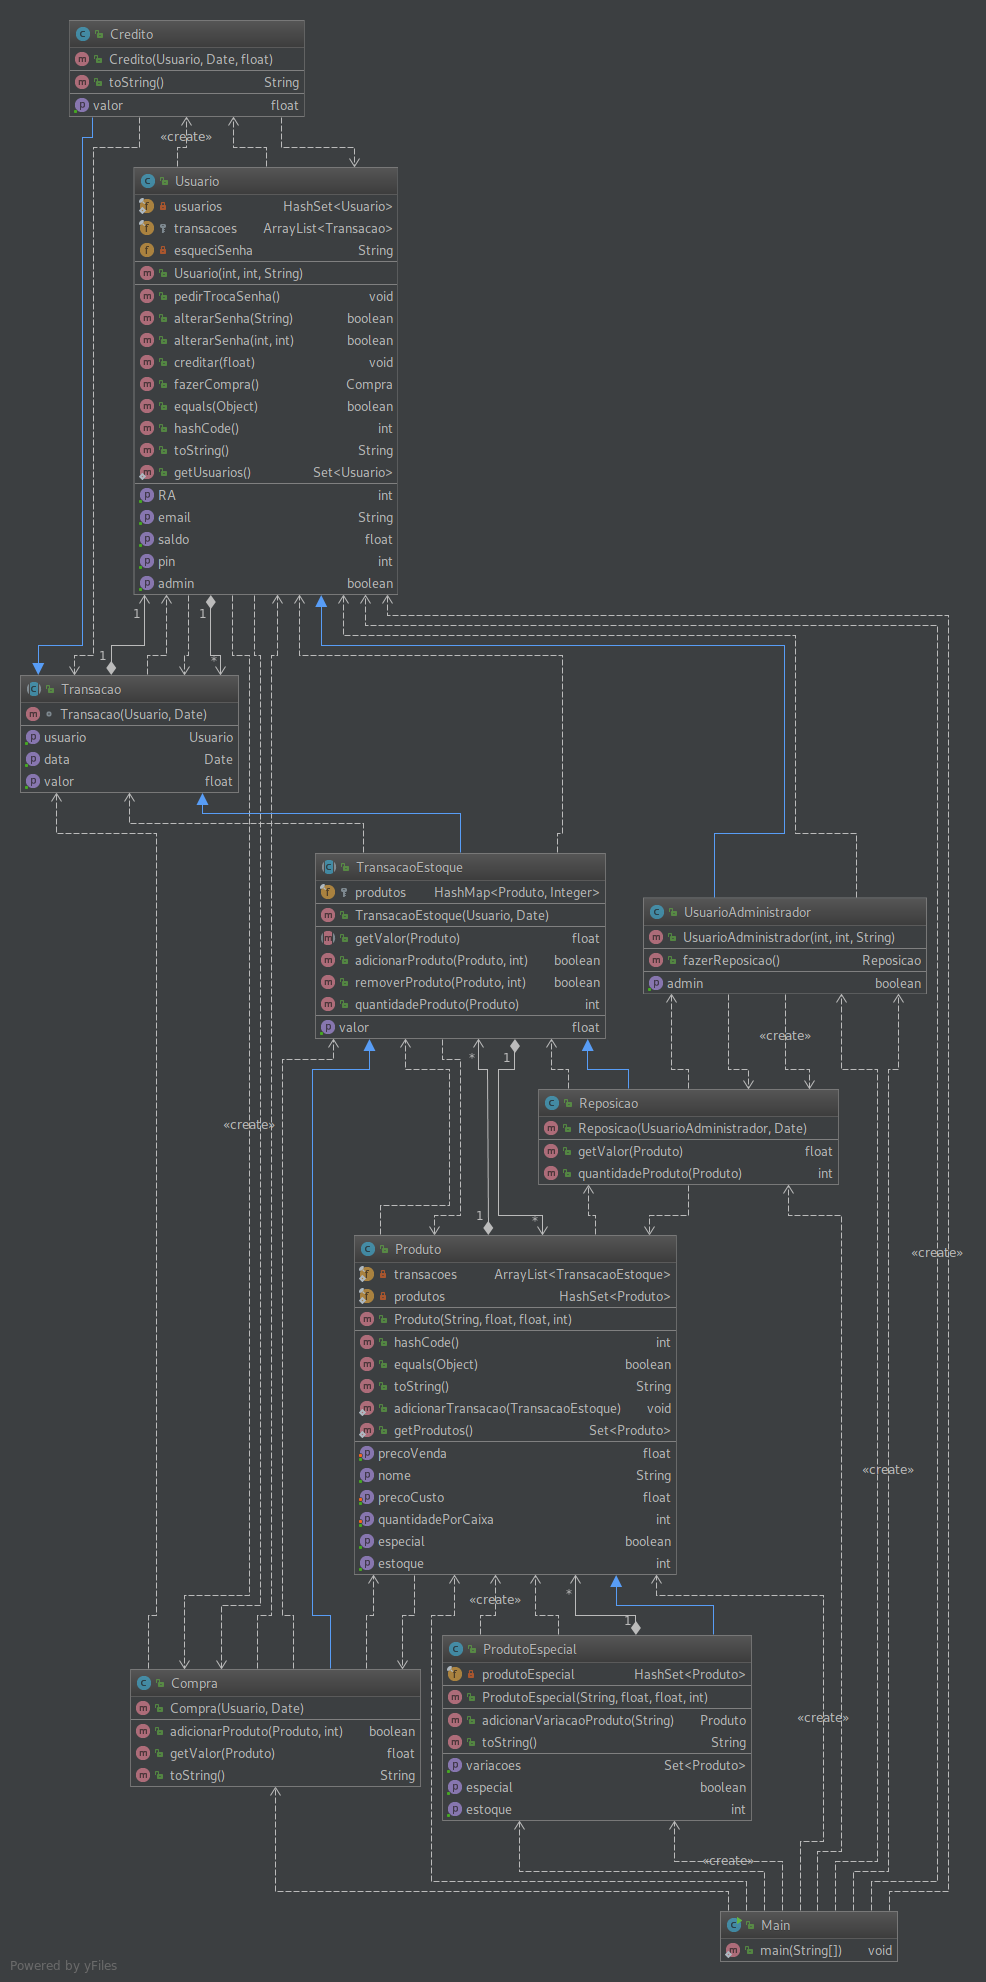 Credito
Credito(Usuario, Date, float)
toString() String
valor float
«create»
Usuario
usuarios HashSet<Usuario>
transacoes ArrayList<Transacao>
esqueciSenha String
Usuario(int, int, String)
pedirTrocaSenha() void
alterarSenha(String) boolean
alterarSenha(int, int) boolean
creditar(float) void
fazerCompra() Compra
equals(Object) boolean
hashCode() int
toString() String
getUsuarios() Set<Usuario>
RA int
email String
saldo float
pin int
admin boolean
1 1
1 *
Transacao
Transacao(Usuario, Date)
usuario Usuario
data Date
valor float
TransacaoEstoque
produtos HashMap<Produto, Integer>
TransacaoEstoque(Usuario, Date)
getValor(Produto) float
adicionarProduto(Produto, int) boolean
removerProduto(Produto, int) boolean
quantidadeProduto(Produto) int
valor float
UsuarioAdministrador
UsuarioAdministrador(int, int, String)
fazerReposicao() Reposicao
admin boolean
«create»
* 1
Reposicao
Reposicao(UsuarioAdministrador, Date)
getValor(Produto) float
quantidadeProduto(Produto) int
«create»
1 *
«create»
Produto
transacoes ArrayList<TransacaoEstoque>
produtos HashSet<Produto>
Produto(String, float, float, int)
hashCode() int
equals(Object) boolean
toString() String
adicionarTransacao(TransacaoEstoque) void
getProdutos() Set<Produto>
precoVenda float
nome String
precoCusto float
quantidadePorCaixa int
especial boolean
estoque int
«create»
«create»
*
1
Compra
Compra(Usuario, Date)
adicionarProduto(Produto, int) boolean
getValor(Produto) float
toString() String
ProdutoEspecial
produtoEspecial HashSet<Produto>
ProdutoEspecial(String, float, float, int)
adicionarVariacaoProduto(String) Produto
toString() String
variacoes Set<Produto>
especial boolean
estoque int
«create»
«create»
Main
main(String[]) void
Powered by yFiles